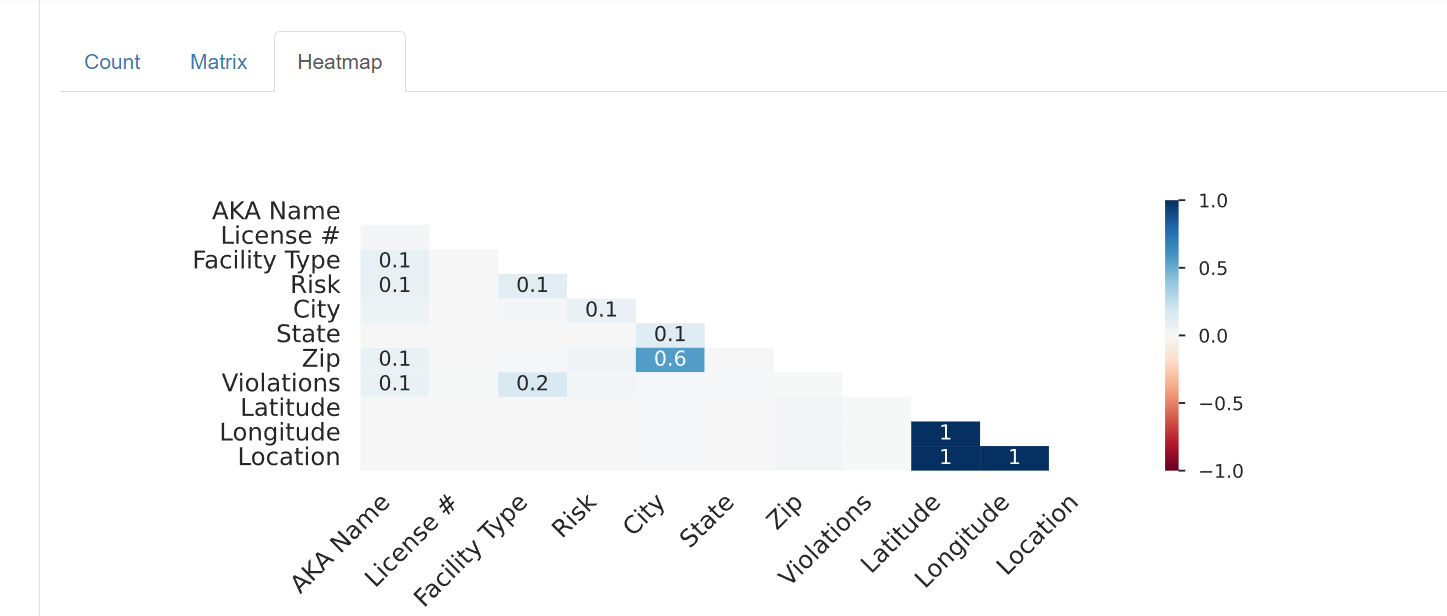 Count Matrix Heatmap
AKA Name
License #
Facility Type 0.1
Risk 0.1 0.1
City 0.1
State 0.1
Zip 0.1 0.6
Violations 0.1 0.2
Latitude
Longitude 1
Location 1 1
AKA Name License # Facility Type Risk City State Zip Violations Latitude Longitude Location
1.0
0.5
0.0
−0.5
−1.0